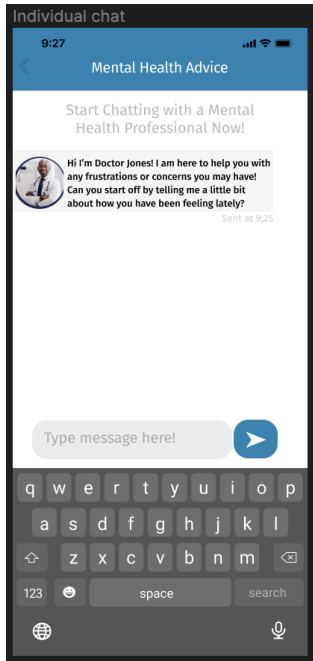 Individual chat
9:27
Mental Health Advice
Start Chatting with a Mental
Health Professional Now!
Hi I'm Doctor Jones! I am here to help you with
any frustrations or concerns you may have!
Can you start off by telling me a little bit
about how you have been feeling lately?
Sent at 9;25
Type message here!
q w e r t y u i o p
a s d f g h j k l
z x c v b n m
123 space search